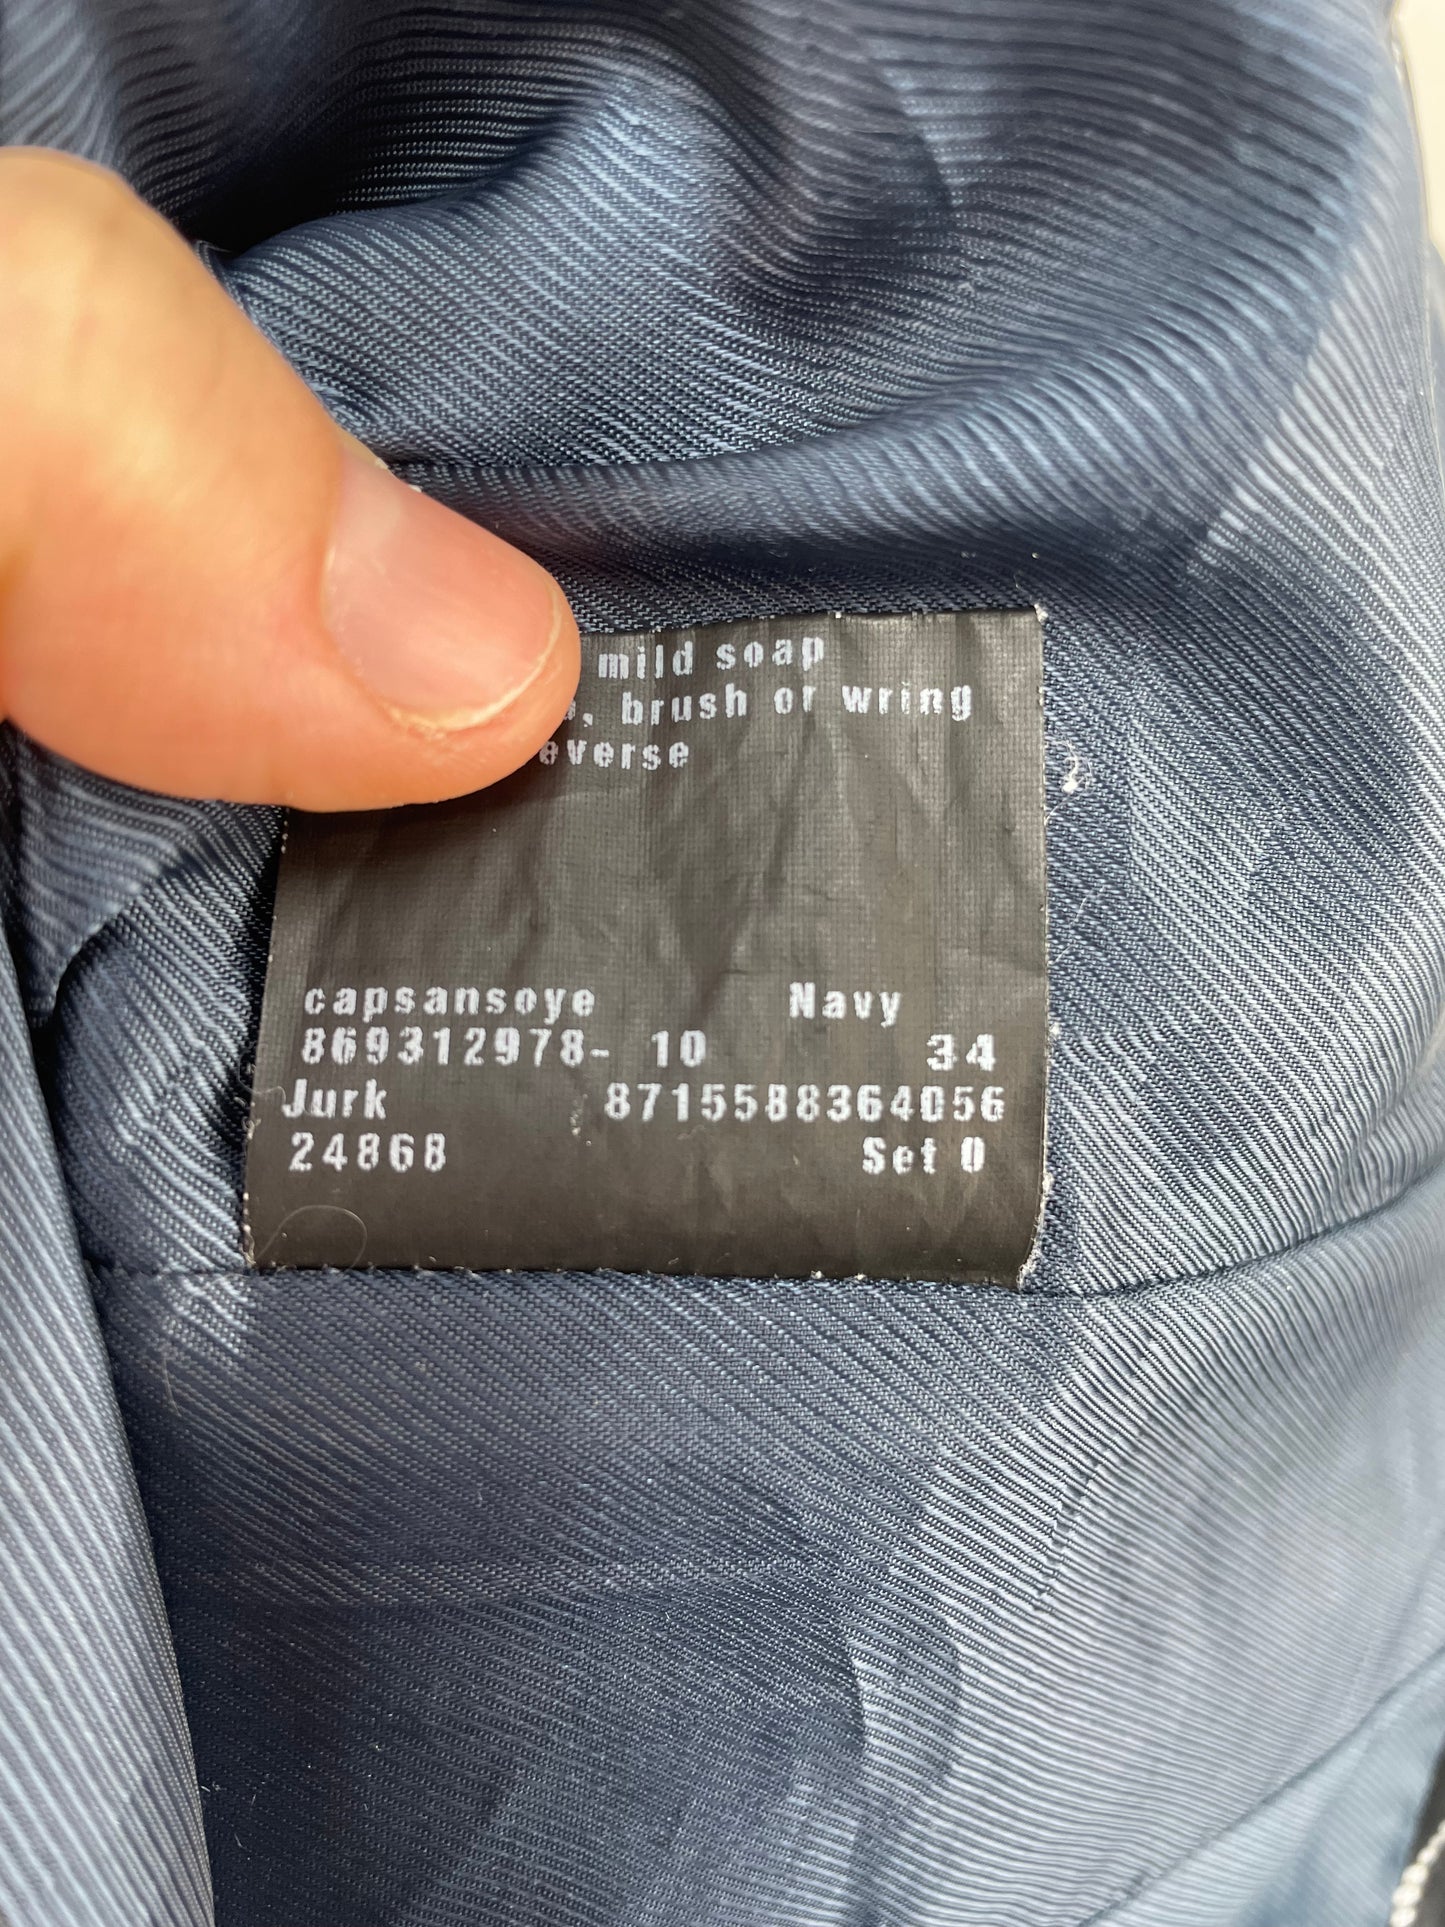 mild soap
, brush or wring
everse
capsansoye Navy
869312978- 10 34
Jurk 8715588364056
24868 Set 0